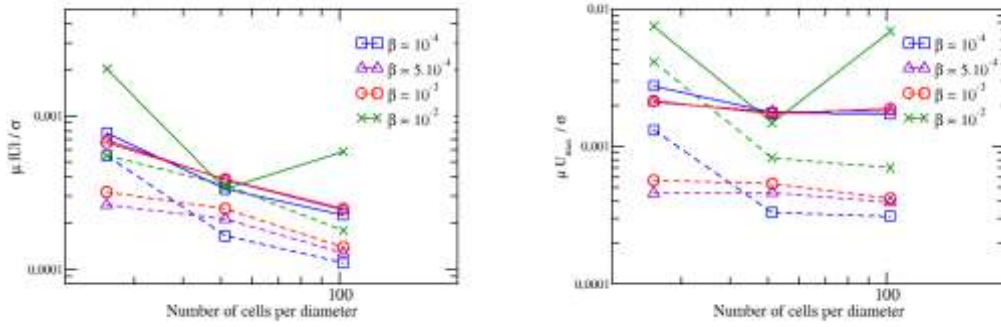 0.001
0.0001
μ |U| / σ
β = 10⁻⁴
β = 5.10⁻⁴
β = 10⁻³
β = 10⁻²
100
Number of cells per diameter
0.01
0.001
0.0001
μ U / σ
β = 10⁻⁴
β = 5.10⁻⁴
β = 10⁻³
β = 10⁻²
100
Number of cells per diameter